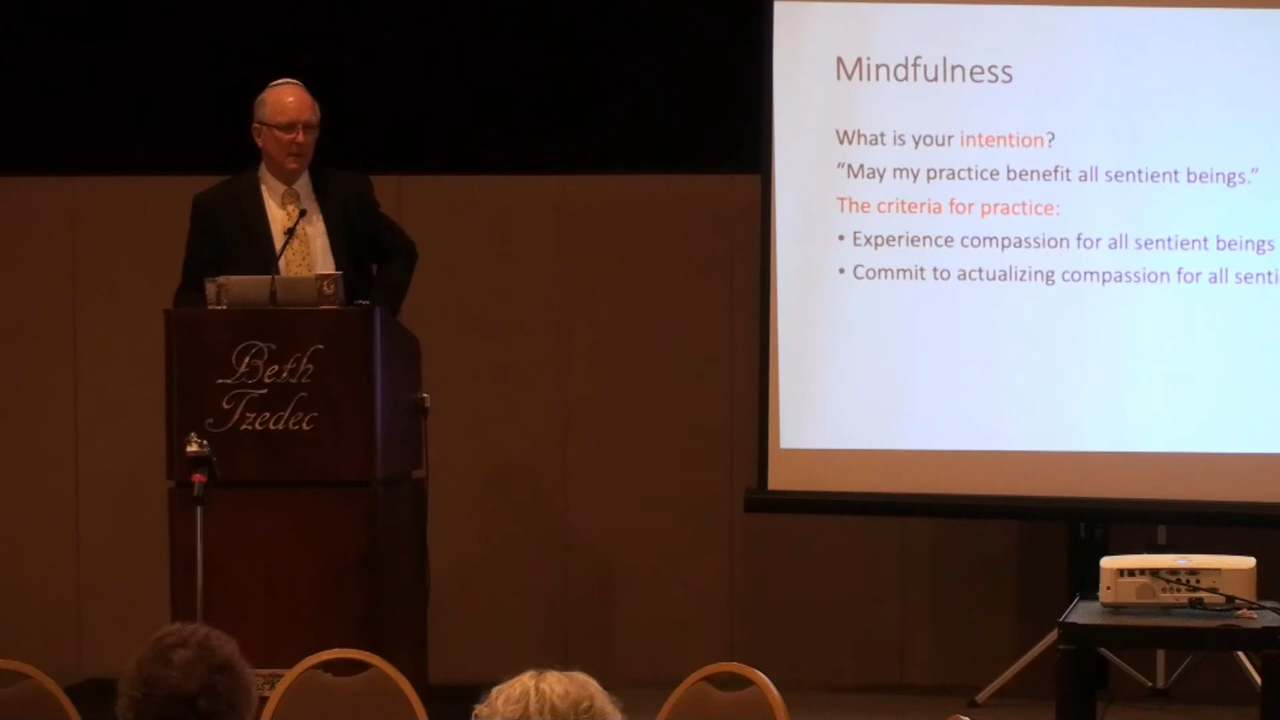 Mindfulness
What is your intention?
“May my practice benefit all sentient beings.”
The criteria for practice:
• Experience compassion for all sentient beings
• Commit to actualizing compassion for all
Beth
Tzedec